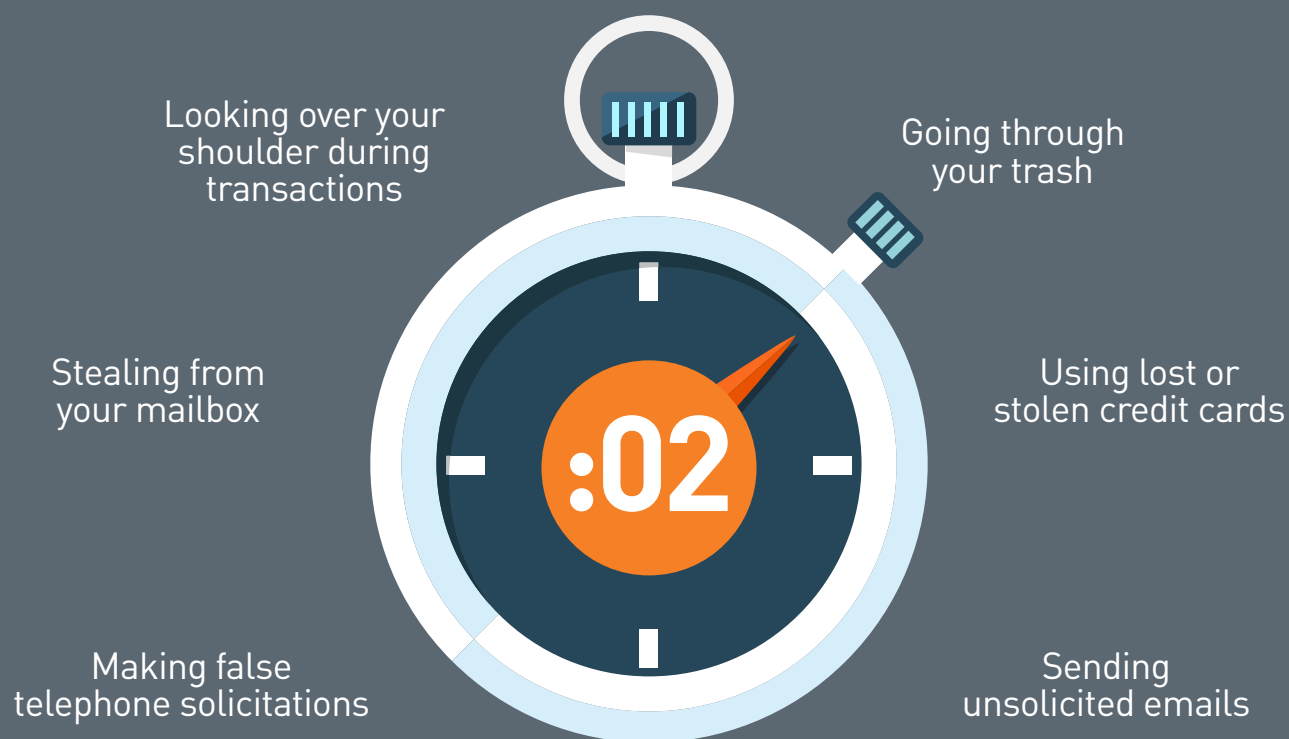 Looking over your
shoulder during
transactions
Going through
your trash
Stealing from
your mailbox
Using lost or
stolen credit cards
:02
Making false
telephone solicitations
Sending
unsolicited emails